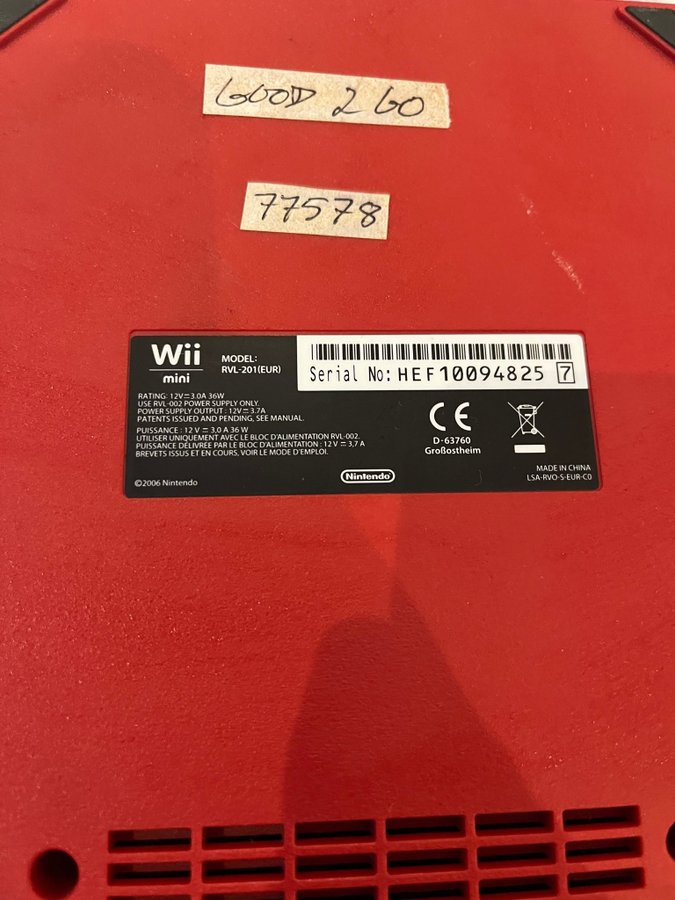 GOOD 2 GO
77578
Wii
mini
MODEL:
RVL-201(EUR)
Serial No: HEF10094825 7
RATING: 12V⎓3.0A 36W
USE RVL-002 POWER SUPPLY ONLY.
POWER SUPPLY OUTPUT : 12V⎓3.7A
PATENTS ISSUED AND PENDING, SEE MANUAL.
PUISSANCE : 12 V⎓3,0 A 36 W
UTILISER UNIQUEMENT AVEC LE BLOC D'ALIMENTATION RVL-002.
PUISSANCE DÉLIVRÉE PAR LE BLOC D'ALIMENTATION : 12 V⎓3,7 A
BREVETS ISSUS ET EN COURS, VOIR LE MODE D'EMPLOI.
CE
D-63760
Großostheim
©2006 Nintendo
Nintendo
MADE IN CHINA
LSA-RVO-S-EUR-C0